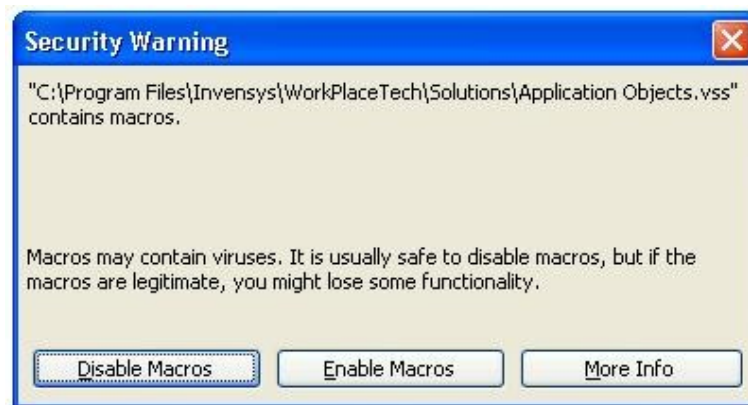 Security Warning
"C:\Program Files\Invensys\WorkPlaceTech\Solutions\Application Objects.vss"
contains macros.
Macros may contain viruses. It is usually safe to disable macros, but if the
macros are legitimate, you might lose some functionality.
Disable Macros
Enable Macros
More Info